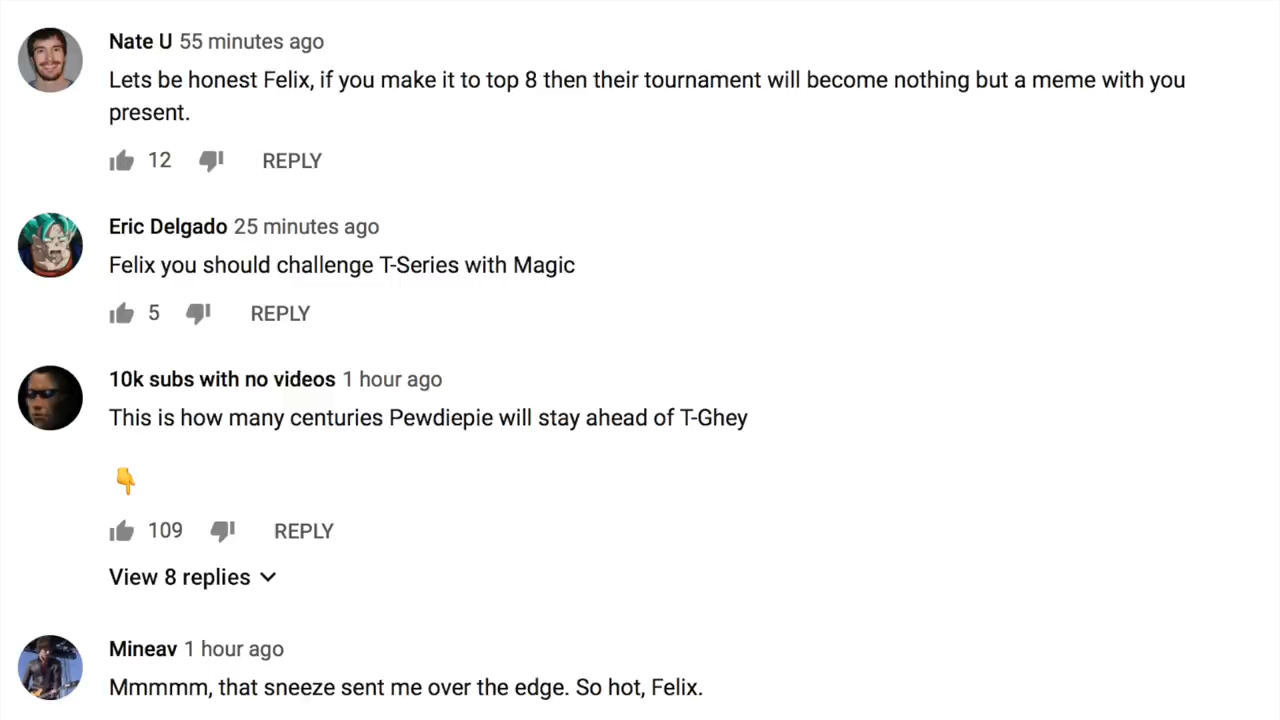 Nate U 55 minutes ago
Lets be honest Felix, if you make it to top 8 then their tournament will become nothing but a meme with you
present.
12 REPLY
Eric Delgado 25 minutes ago
Felix you should challenge T-Series with Magic
5 REPLY
10k subs with no videos 1 hour ago
This is how many centuries Pewdiepie will stay ahead of T-Ghey
👇
109 REPLY
View 8 replies
Mineav 1 hour ago
Mmmmm, that sneeze sent me over the edge. So hot, Felix.